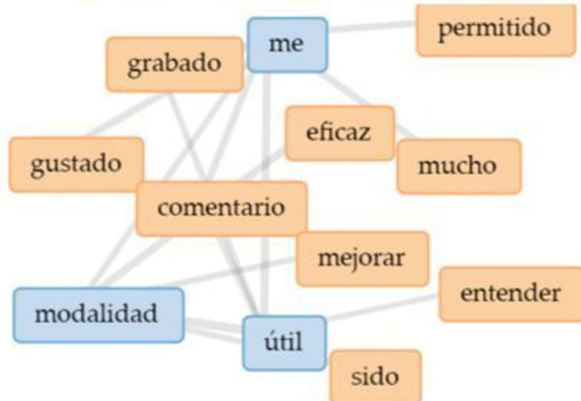 me
permitido
grabado
eficaz
gustado
mucho
comentario
mejorar
entender
modalidad
útil
sido